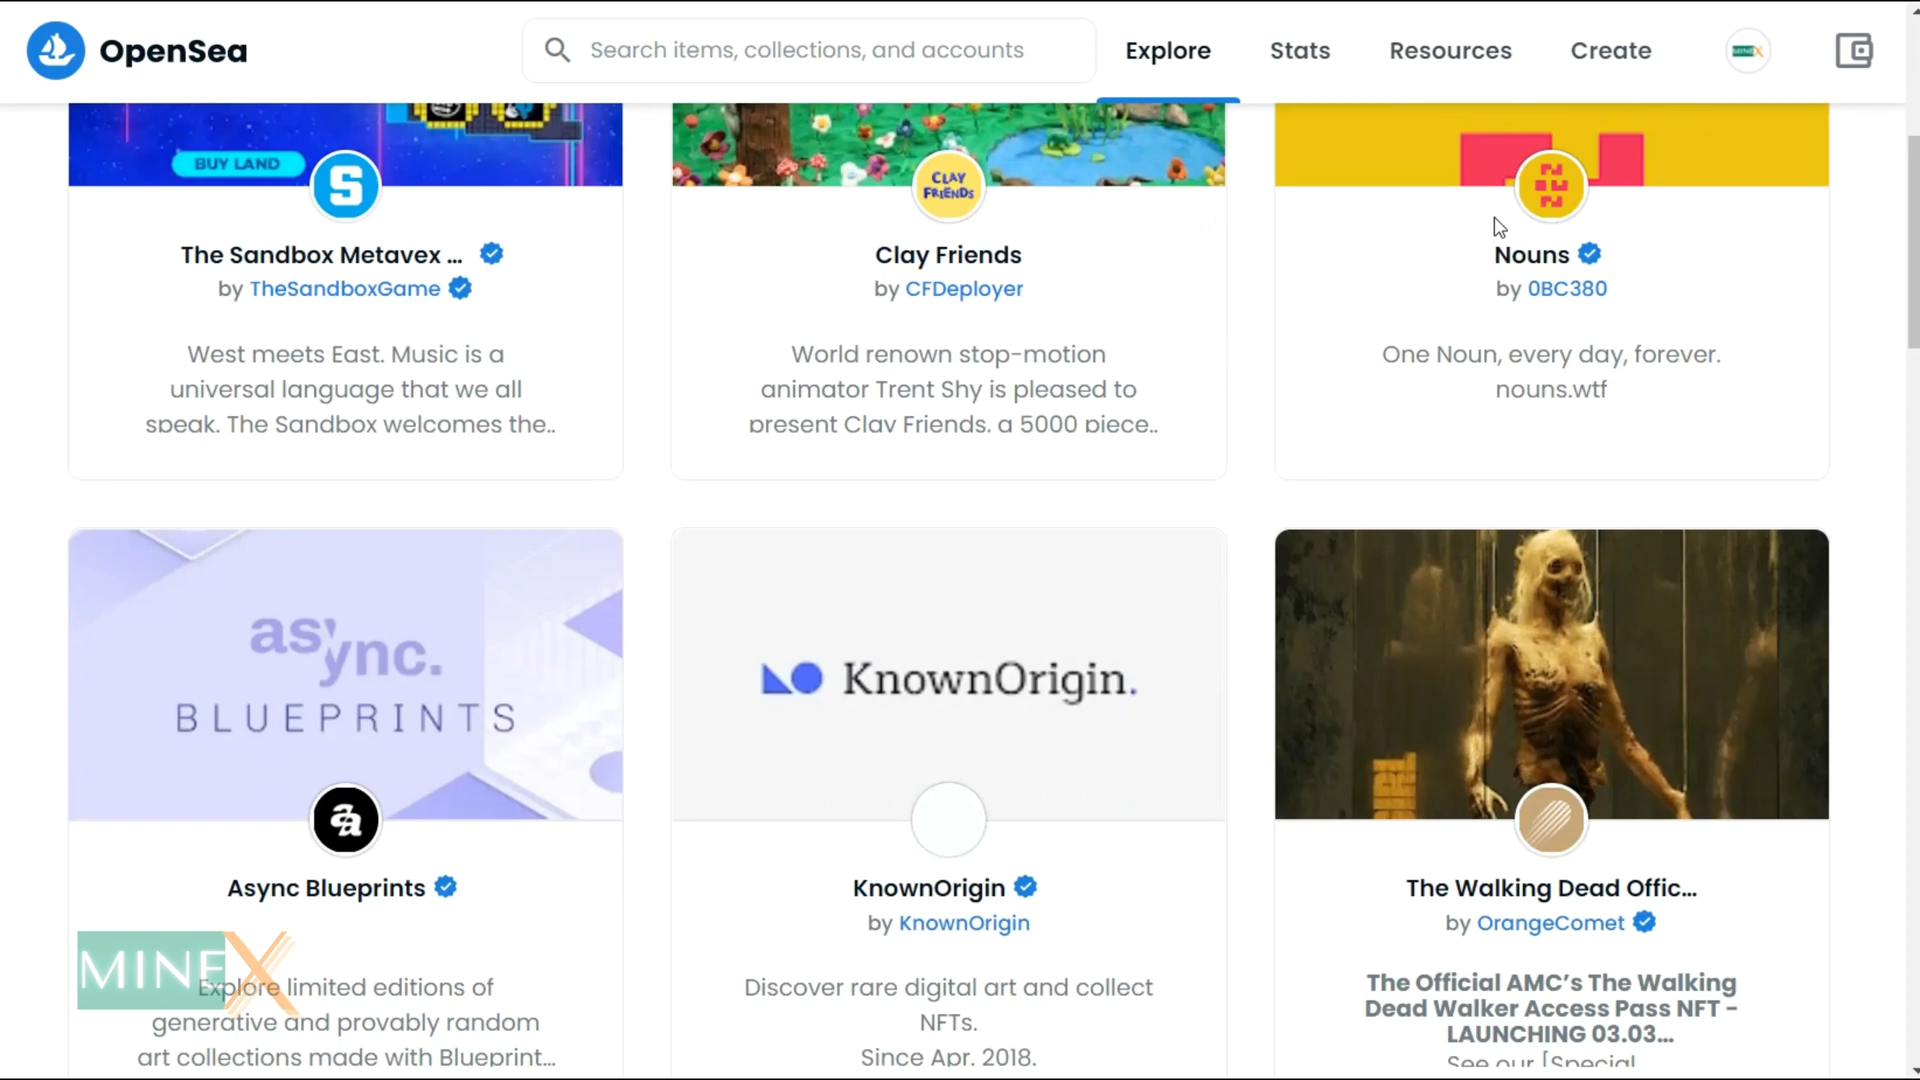 OpenSea
Search items, collections, and accounts
Explore
Stats
Resources
Create
MINEX
BUY LAND
S
CLAY
FRIENDS
The Sandbox Metavex ...
by TheSandboxGame
West meets East. Music is a
universal language that we all
speak. The Sandbox welcomes the..
Clay Friends
by CFDeployer
World renown stop-motion
animator Trent Shy is pleased to
present Clay Friends, a 5000 piece..
Nouns
by 0BC380
One Noun, every day, forever.
nouns.wtf
async.
BLUEPRINTS
KnownOrigin.
Async Blueprints
Explore limited editions of
generative and provably random
art collections made with Blueprint...
MINEX
KnownOrigin
by KnownOrigin
Discover rare digital art and collect
NFTs.
Since Apr. 2018.
The Walking Dead Offic...
by OrangeComet
The Official AMC’s The Walking
Dead Walker Access Pass NFT -
LAUNCHING 03.03...
See our [Special